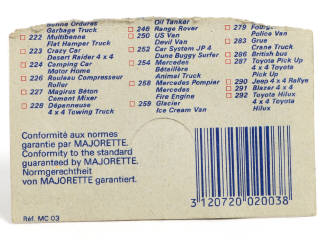 Benne Ordures
Garbage Truck
222 Autobenne
Flat Hamper Truck
223 Crazy Car
Desert Raider 4 x 4
224 Camping Car
Motor Home
226 Rouleau Compresseur
Roller
227 Magirus Béton
Cement Mixer
228 Dépanneuse
4 x 4 Towing Truck
Oil Tanker
246 Range Rover
250 US Van
Devil Van
252 Car System JP 4
Dune Buggy Surfer
254 Mercedes
Bétaillère
Animal Truck
258 Mercedes Pompier
Mercedes
Fire Engine
259 Glacier
Ice Cream Van
279 Fourgon
Police Van
283 Grue
Crane Truck
286 British bus
287 Toyota Pick Up
4 x 4 Toyota
Pick Up
290 Jeep 4 x 4 Rallye
291 Blazer 4 x 4
292 Toyota Hilux
4 x 4 Toyota
Hilux
Conformité aux normes
garantie par MAJORETTE.
Conformity to the standard
guaranteed by MAJORETTE.
Normgerechtheit
von MAJORETTE garantiert.
3 120720 020038
Réf. MC 03